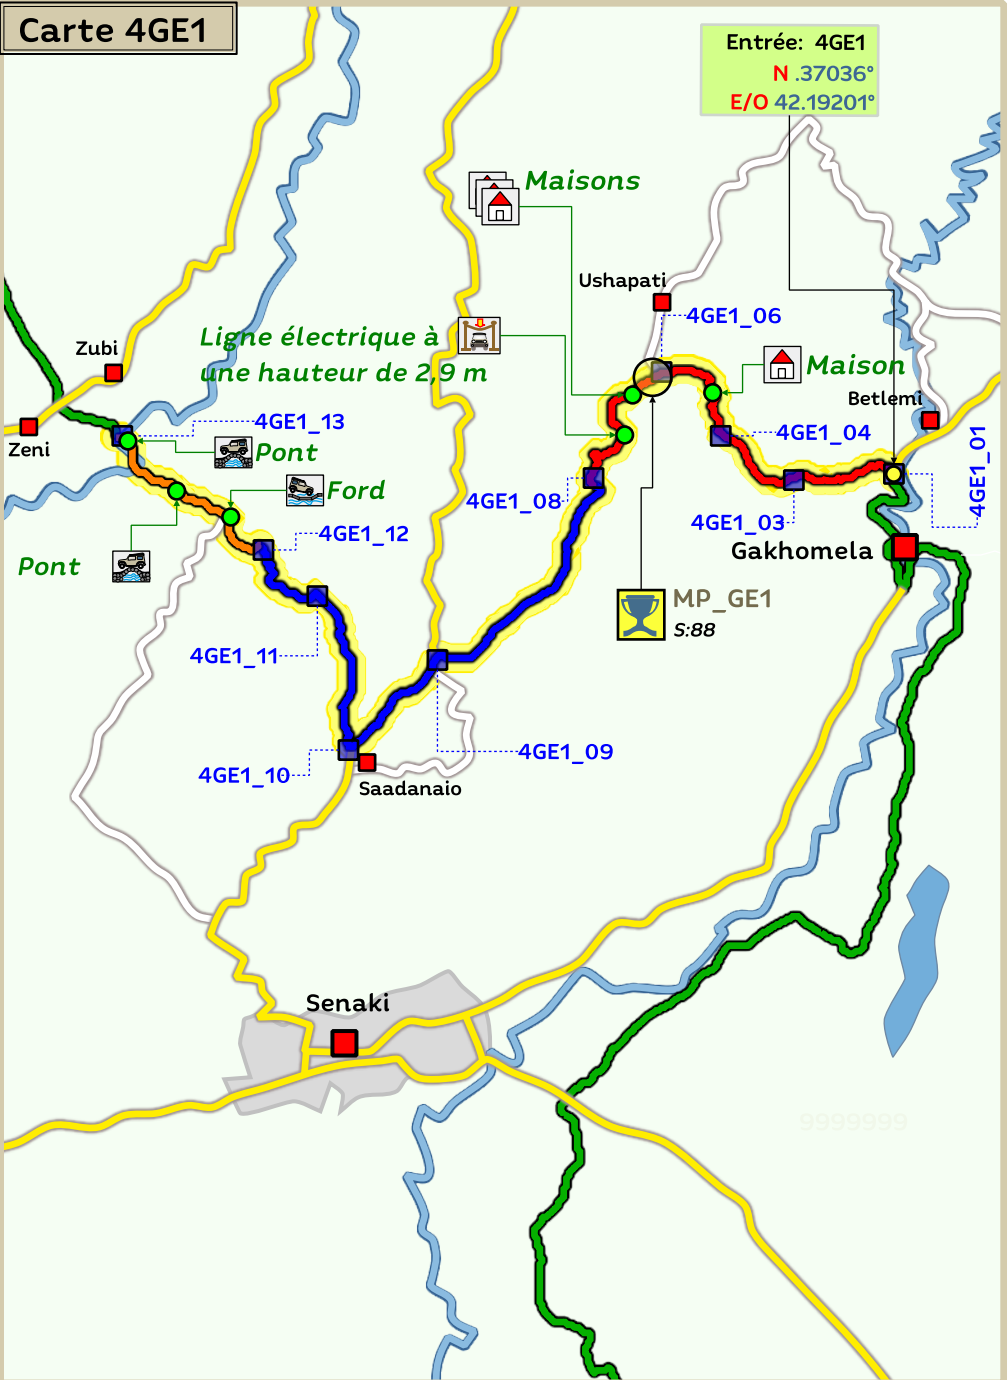 Carte 4GE1
Entrée: 4GE1
N .37036°
E/O 42.19201°
Maisons
Ushapati
4GE1_06
Ligne électrique à
une hauteur de 2,9 m
Zubi
Maison
Betlemi
4GE1_13
Zeni
Pont
4GE1_04
4GE1_01
Ford
4GE1_08
4GE1_03
4GE1_12
Gakhomela
Pont
MP_GE1
S:88
4GE1_11
4GE1_09
4GE1_10
Saadanaio
Senaki
9999999